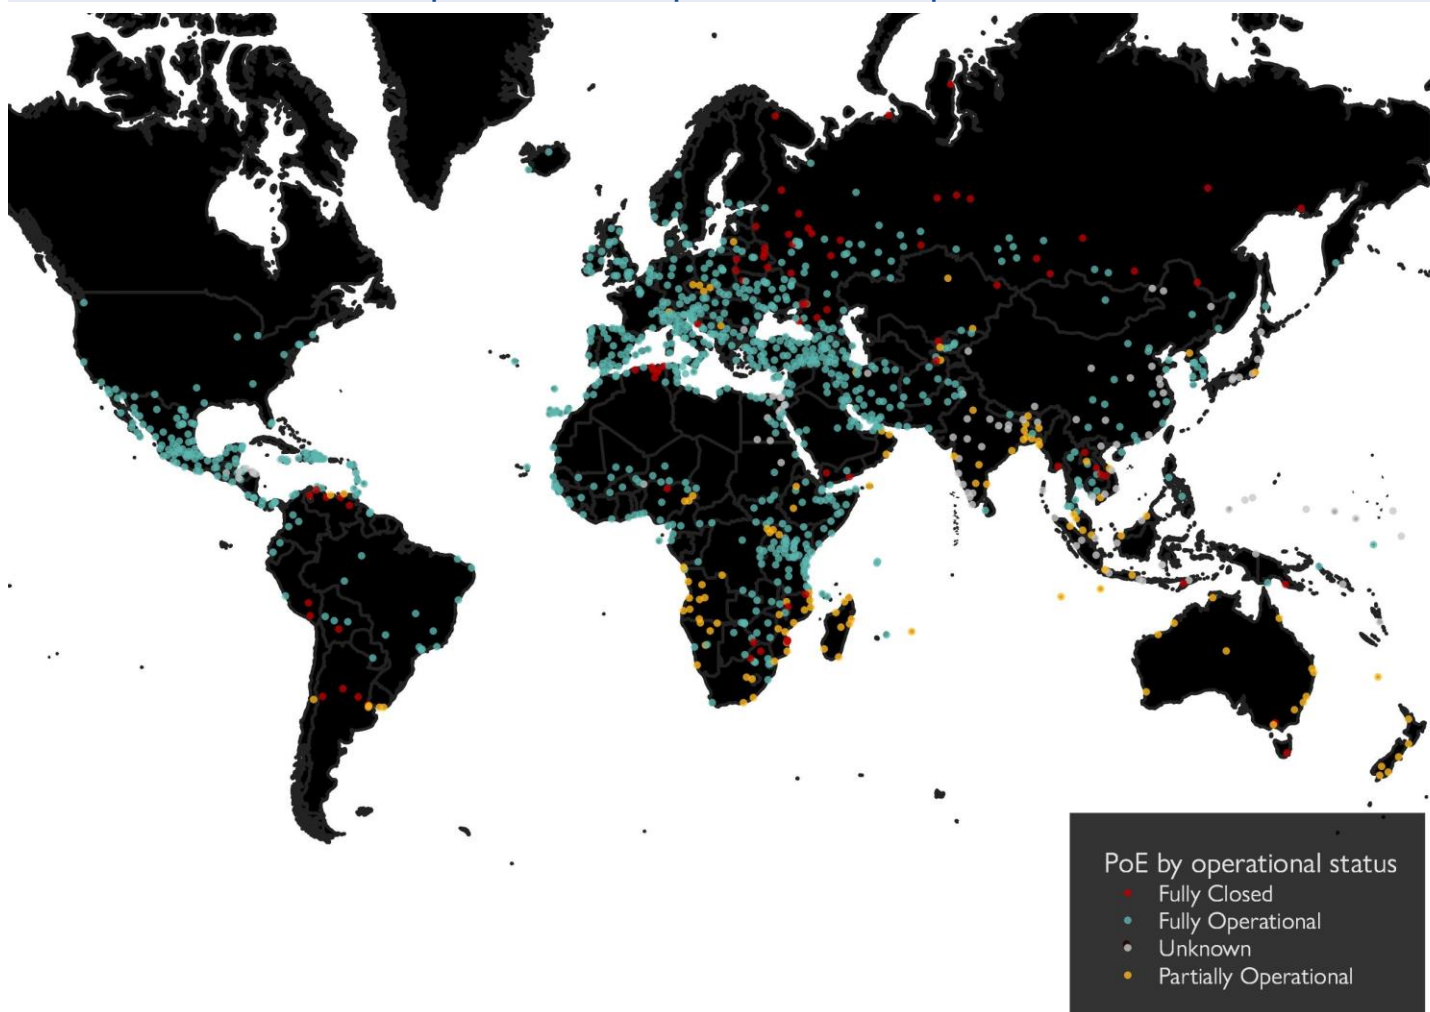 PoE by operational status
Fully Closed
Fully Operational
Unknown
Partially Operational